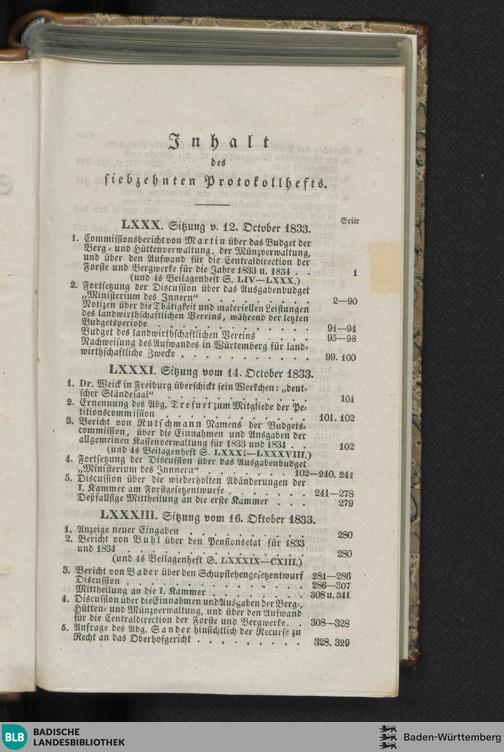 Inhalt
des
siebzehnten Protokollhefts.
Seite
LXXX. Sitzung v. 12. October 1833.
1. Commissionsbericht von Martin über das Budget der
Berg- und Hüttenverwaltung, der Münzverwaltung,
und über den Aufwand für die Centraldirection der
Forste und Bergwerke für die Jahre 1833 u. 1834 . . 1
(und 4s Beilagenheft S. LIV—LXXX.)
2. Fortsetzung der Discussion über das Ausgabenbudget
„Ministerium des Innern“ . . . . . . . . 2—90
Notizen über die Thätigkeit und materiellen Leistungen
des landwirthschaftlichen Vereins, während der letzten
Budgetsperiode . . . . . . . . . . . 91—94
Budget des landwirthschaftlichen Vereins . . . . 95—98
Nachweisung des Aufwandes in Würtemberg für land-
wirthschaftliche Zwecke . . . . . . . . . 99. 100
LXXXI. Sitzung vom 14. October 1833.
1. Dr. Weick in Freiburg überschickt sein Werkchen: „deut-
scher Ständesaal“ . . . . . . . . . . 101
2. Ernennung des Abg. Trefurt zum Mitgliede der Pe-
titionscommission . . . . . . . . . . 101. 102
3. Bericht von Rutschmann Namens der Budgets-
commission, über die Einnahmen und Ausgaben der
allgemeinen Kassenverwaltung für 1833 und 1834 . . 102
(und 4s Beilagenheft S. LXXXI—LXXXVIII.)
4. Fortsetzung der Discussion über das Ausgabenbudget
„Ministerium des Innnern“ . . . . . . 102—240. 241
5. Discussion über die wiederholten Abänderungen der
I. Kammer am Forstgesetzentwurfe . . . . . . 241—278
Deßfallsige Mittheilung an die erste Kammer . . . 279
LXXXIII. Sitzung vom 16. Oktober 1833.
1. Anzeige neuer Eingaben . . . . . . . . 280
2. Bericht von Buhl über den Pensionsetat für 1833
und 1834 . . . . . . . . . . . . . 280
(und 4s Beilagenheft S. LXXXIX—CXIII.)
3. Bericht von Bader über den Schupflehengesetzentwurf 281—286
Discussion . . . . . . . . . . . . 286—307
Mittheilung an die I. Kammer . . . . . . . 308 u. 341
4. Discussion über die Einnahmen und Ausgaben der Berg-,
Hütten- und Münzverwaltung, und über den Aufwand
für die Centraldirection der Forste und Bergwerke . . 308—328
5. Anfrage des Abg. Sander hinsichtlich der Recurse zu
Recht an das Oberhofgericht . . . . . . . . 328. 329
BLB
BADISCHE
LANDESBIBLIOTHEK
Baden-Württemberg